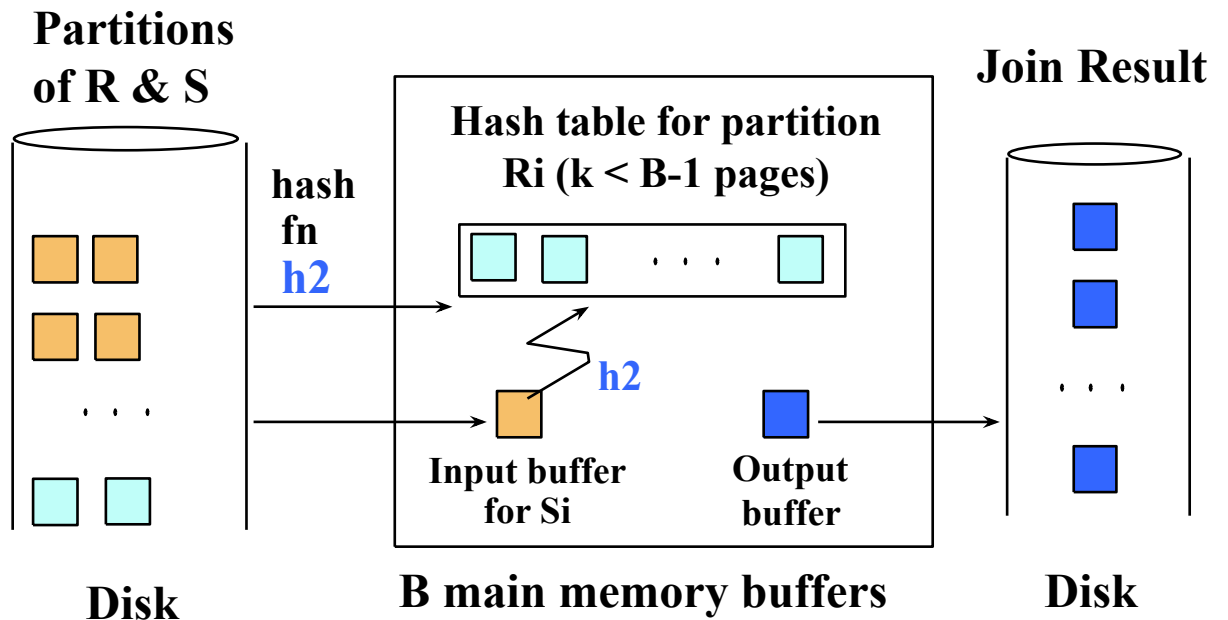 Partitions
of R & S
hash
fn
h2
Disk
Hash table for partition
Ri (k < B-1 pages)
. . .
h2
Input buffer
for Si
Output
buffer
B main memory buffers
Join Result
. . .
Disk
. . .